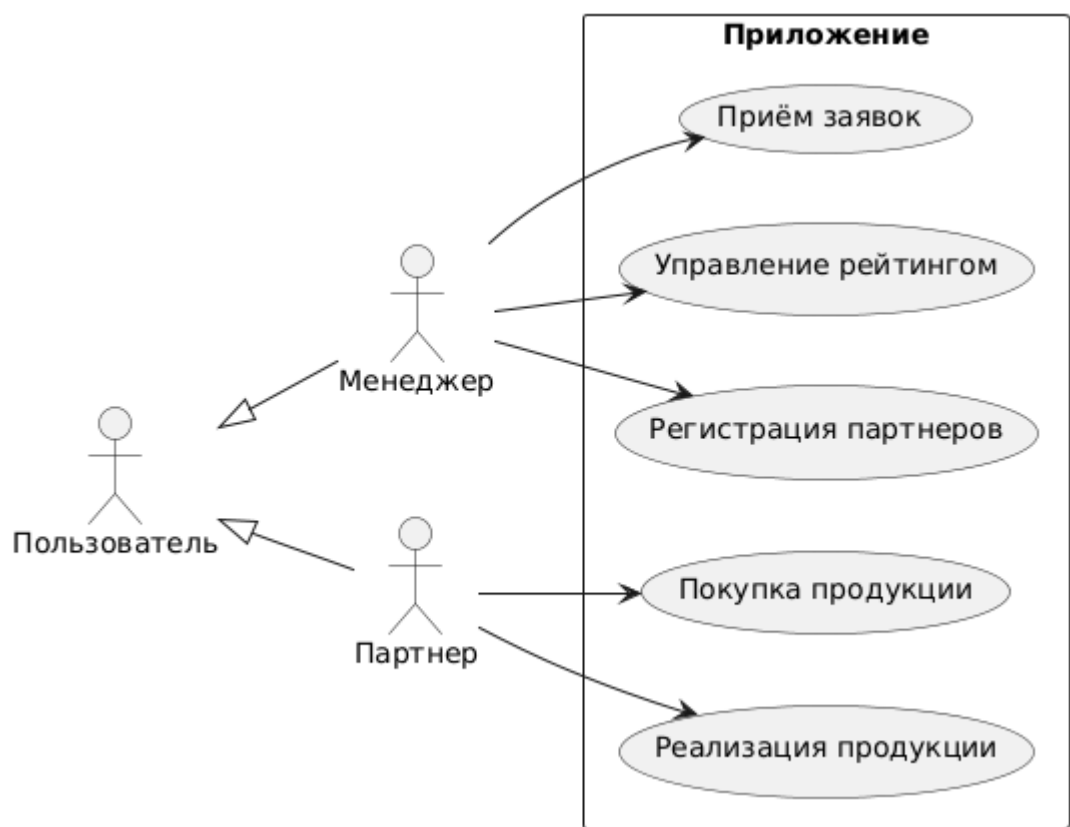 Приложение
Приём заявок
Управление рейтингом
Менеджер
Регистрация партнеров
Пользователь
Покупка продукции
Партнер
Реализация продукции